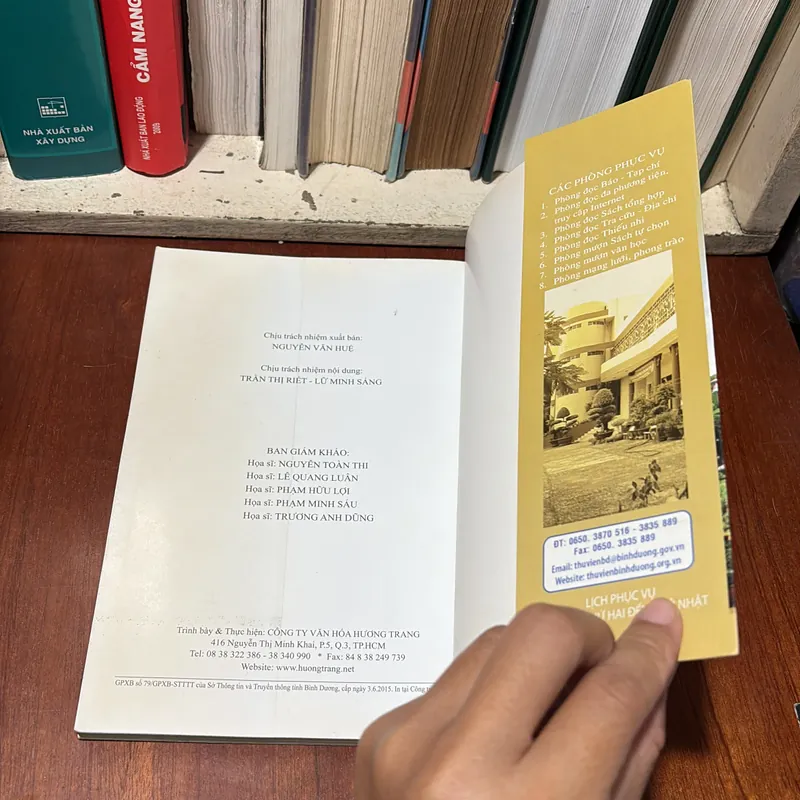 NHÀ XUẤT BẢN
XÂY DỰNG
CẨM NANG
NHÀ XUẤT BẢN LAO ĐỘNG
2005
Chịu trách nhiệm xuất bản:
NGUYỄN VĂN HUỆ
Chịu trách nhiệm nội dung:
TRẦN THỊ RIẾT - LỮ MINH SÁNG
BAN GIÁM KHẢO:
Họa sĩ: NGUYỄN TOÀN THI
Họa sĩ: LÊ QUANG LUÂN
Họa sĩ: PHẠM HỮU LỢI
Họa sĩ: PHẠM MINH SÁU
Họa sĩ: TRƯƠNG ANH DŨNG
Trình bày & Thực hiện: CÔNG TY VĂN HÓA HƯƠNG TRANG
416 Nguyễn Thị Minh Khai, P.5, Q.3, TP.HCM
Tel: 08 38 322 386 - 38 340 990 * Fax: 84 8 38 249 739
Website: www.huongtrang.net
GPXB số 79/GPXB-STTTT của Sở Thông tin và Truyền thông tỉnh Bình Dương, cấp ngày 3.6.2015. In tại Công
CÁC PHÒNG PHỤC VỤ
1. Phòng đọc Báo - Tạp chí
2. Phòng đọc đa phương tiện,
truy cập Internet
3. Phòng đọc Sách tổng hợp
4. Phòng đọc Tra cứu - Địa chí
5. Phòng đọc Thiếu nhi
6. Phòng mượn Sách tự chọn
7. Phòng mượn văn học
8. Phòng mạng lưới, phong trào
ĐT: 0650. 3870 516 - 3835 889
Fax: 0650. 3835 889
Email: thuvienbd@binhduong.gov.vn
Website: thuvienbinhduong.org.vn
LỊCH PHỤC VỤ
HAI ĐẾN NHẬT